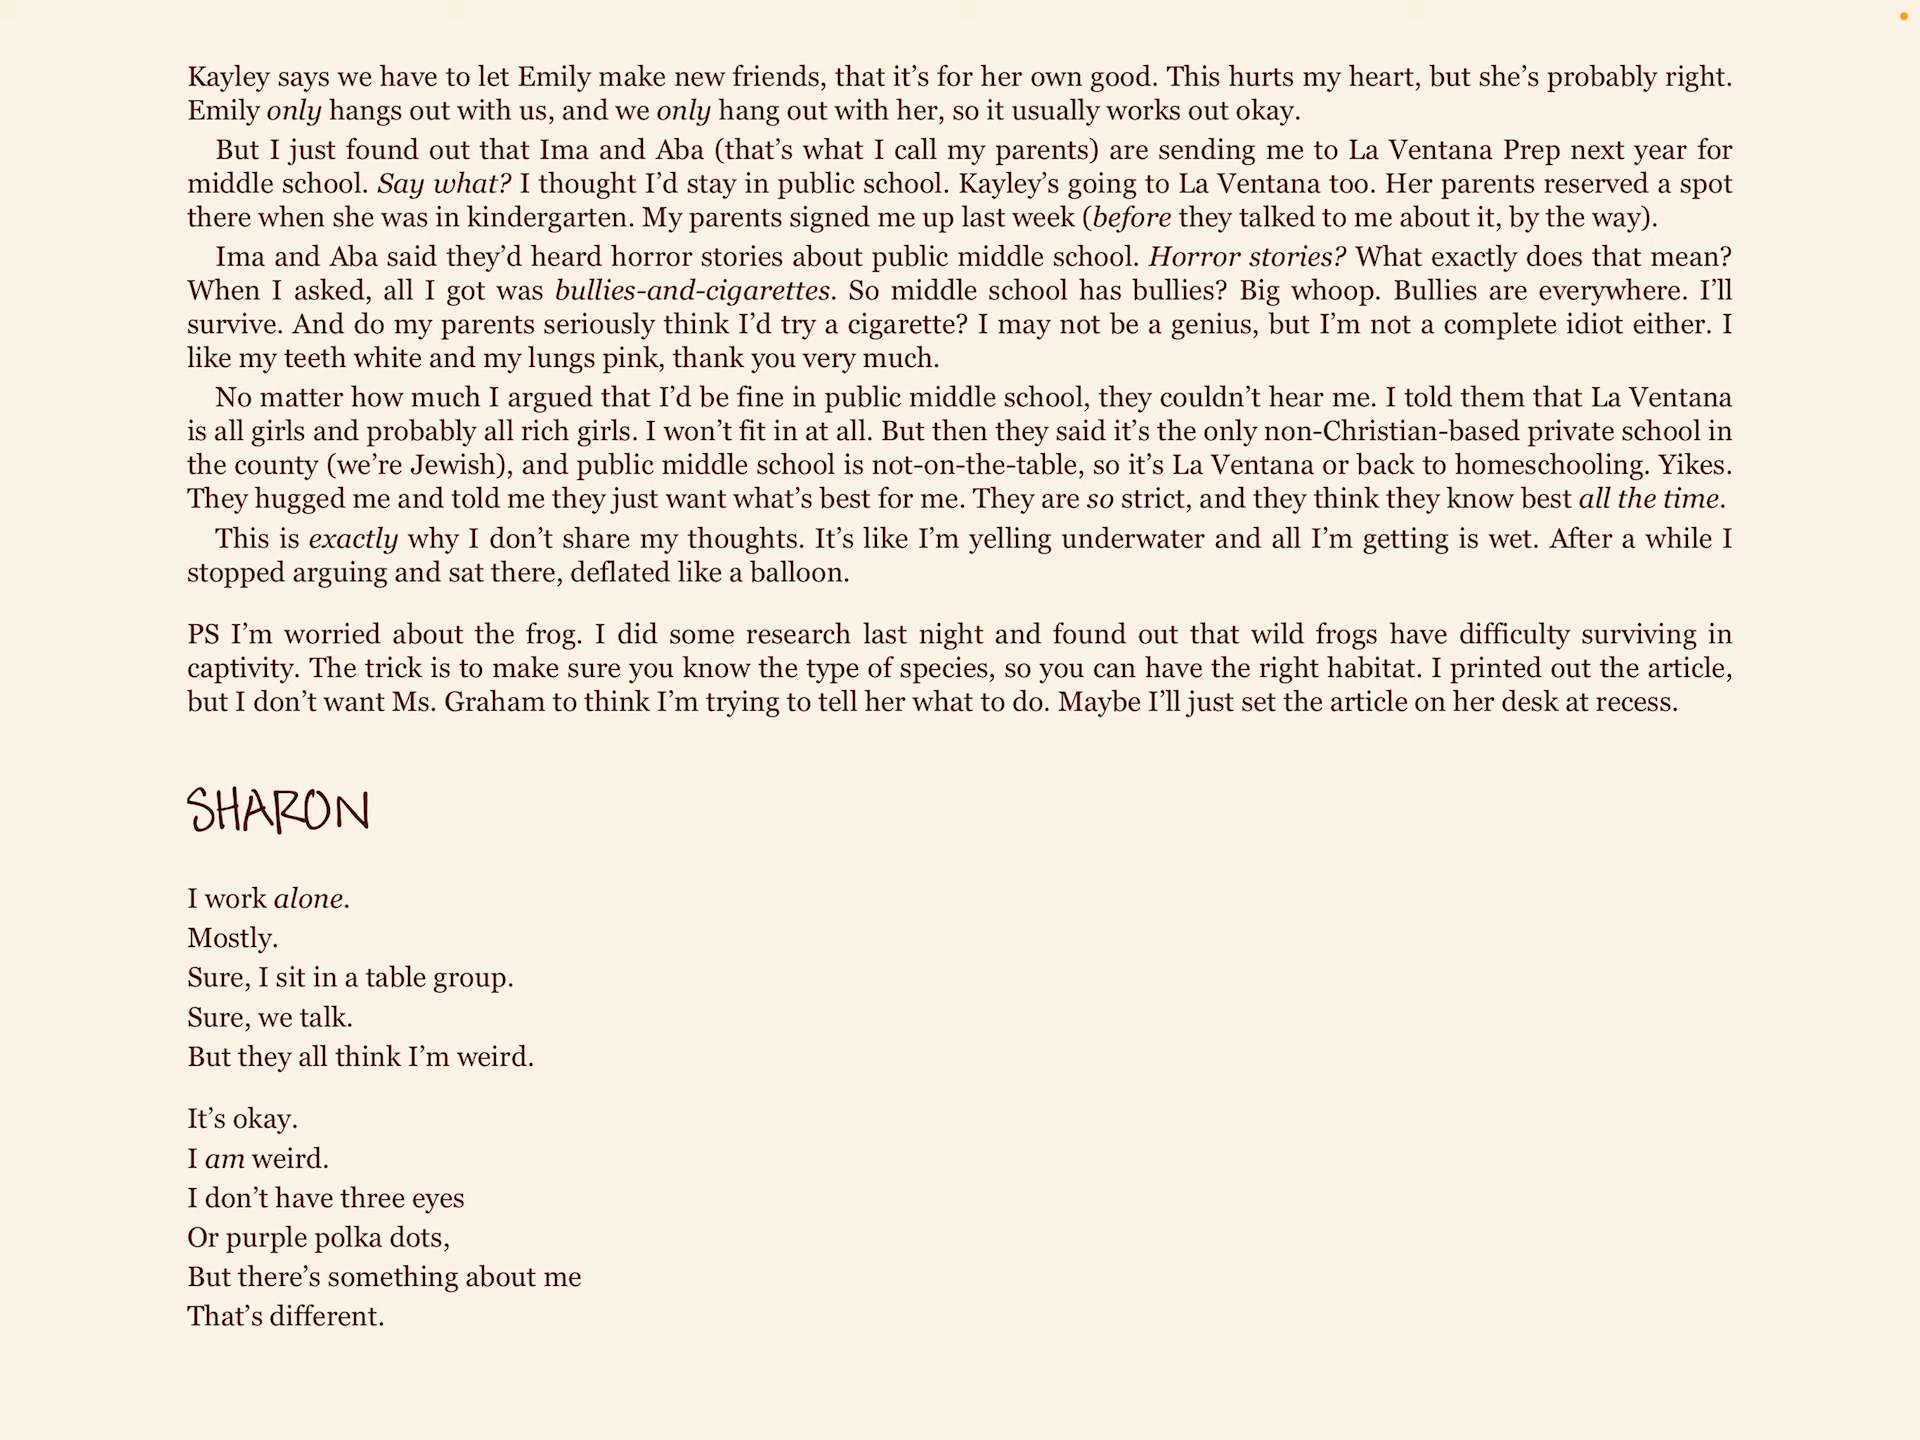 Kayley says we have to let Emily make new friends, that it’s for her own good. This hurts my heart, but she’s probably right.
Emily only hangs out with us, and we only hang out with her, so it usually works out okay.
But I just found out that Ima and Aba (that’s what I call my parents) are sending me to La Ventana Prep next year for
middle school. Say what? I thought I’d stay in public school. Kayley’s going to La Ventana too. Her parents reserved a spot
there when she was in kindergarten. My parents signed me up last week (before they talked to me about it, by the way).
Ima and Aba said they’d heard horror stories about public middle school. Horror stories? What exactly does that mean?
When I asked, all I got was bullies-and-cigarettes. So middle school has bullies? Big whoop. Bullies are everywhere. I’ll
survive. And do my parents seriously think I’d try a cigarette? I may not be a genius, but I’m not a complete idiot either. I
like my teeth white and my lungs pink, thank you very much.
No matter how much I argued that I’d be fine in public middle school, they couldn’t hear me. I told them that La Ventana
is all girls and probably all rich girls. I won’t fit in at all. But then they said it’s the only non-Christian-based private school in
the county (we’re Jewish), and public middle school is not-on-the-table, so it’s La Ventana or back to homeschooling. Yikes.
They hugged me and told me they just want what’s best for me. They are so strict, and they think they know best all the time.
This is exactly why I don’t share my thoughts. It’s like I’m yelling underwater and all I’m getting is wet. After a while I
stopped arguing and sat there, deflated like a balloon.
PS I’m worried about the frog. I did some research last night and found out that wild frogs have difficulty surviving in
captivity. The trick is to make sure you know the type of species, so you can have the right habitat. I printed out the article,
but I don’t want Ms. Graham to think I’m trying to tell her what to do. Maybe I’ll just set the article on her desk at recess.
SHARON
I work alone.
Mostly.
Sure, I sit in a table group.
Sure, we talk.
But they all think I’m weird.
It’s okay.
I am weird.
I don’t have three eyes
Or purple polka dots,
But there’s something about me
That’s different.